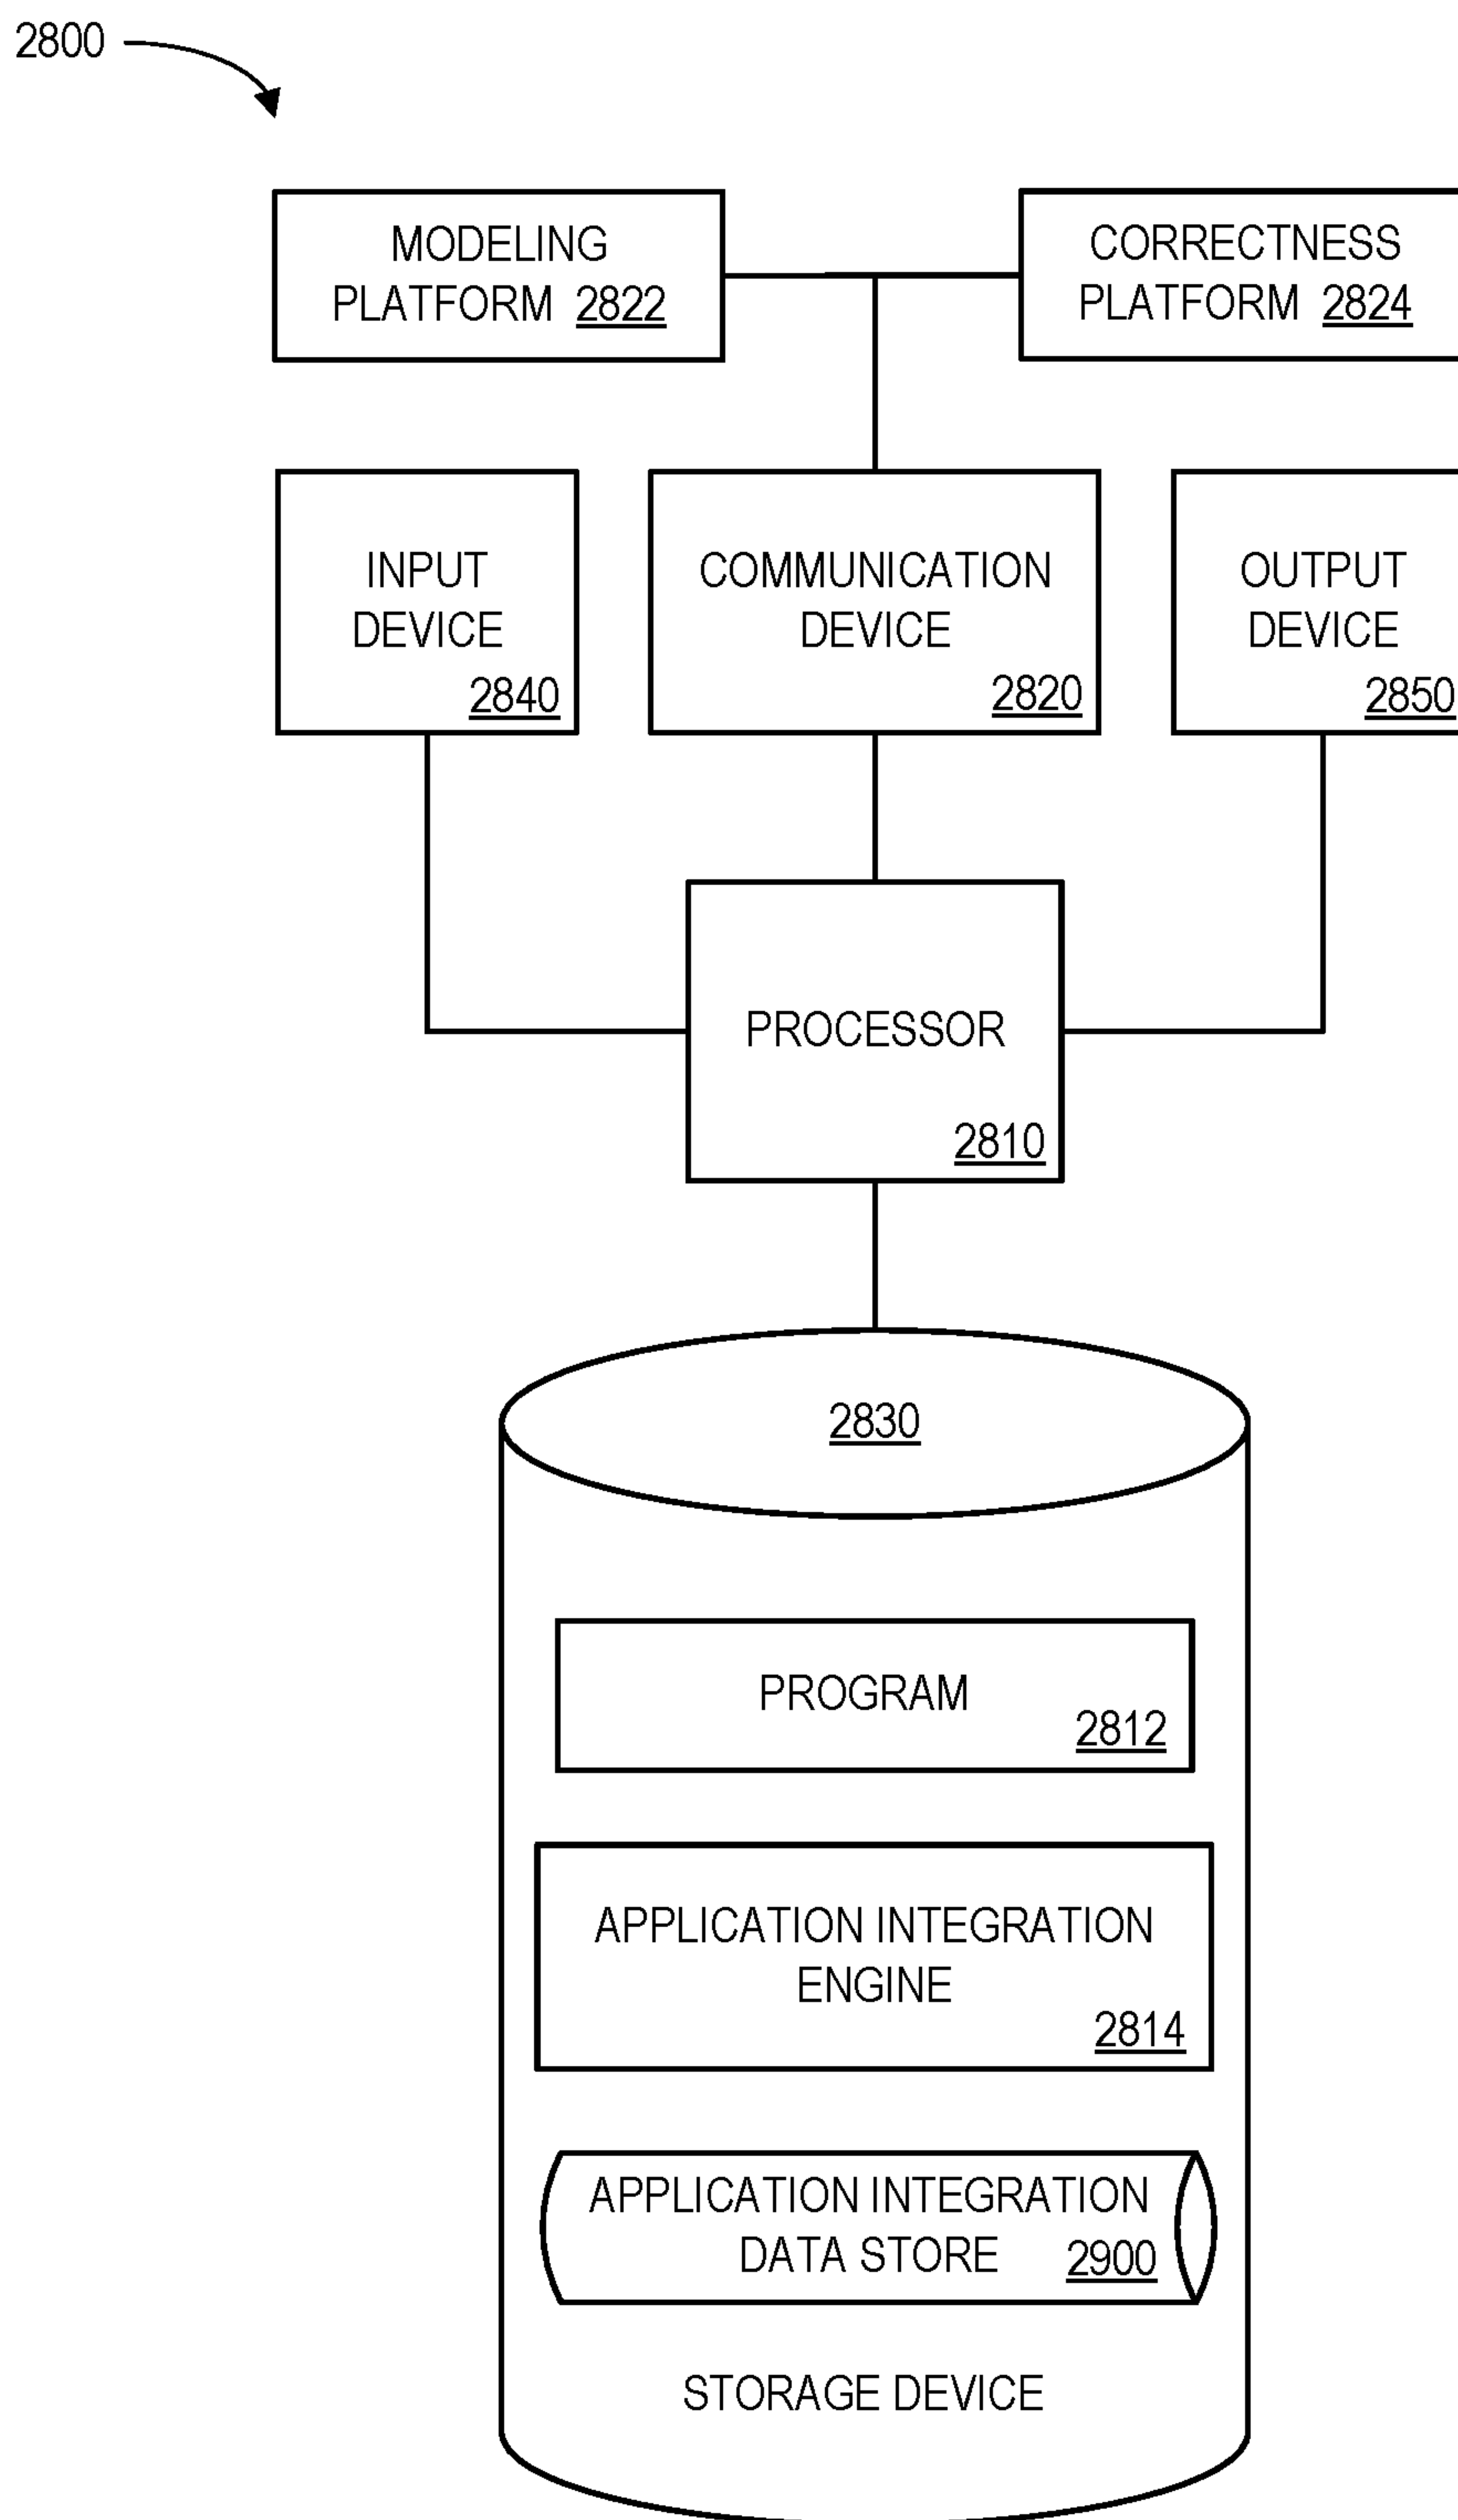 2800
MODELING
PLATFORM 2822
CORRECTNESS
PLATFORM 2824
INPUT
DEVICE
2840
COMMUNICATION
DEVICE
2820
OUTPUT
DEVICE
2850
PROCESSOR
2810
2830
PROGRAM
2812
APPLICATION INTEGRATION
ENGINE
2814
APPLICATION INTEGRATION
DATA STORE 2900
STORAGE DEVICE